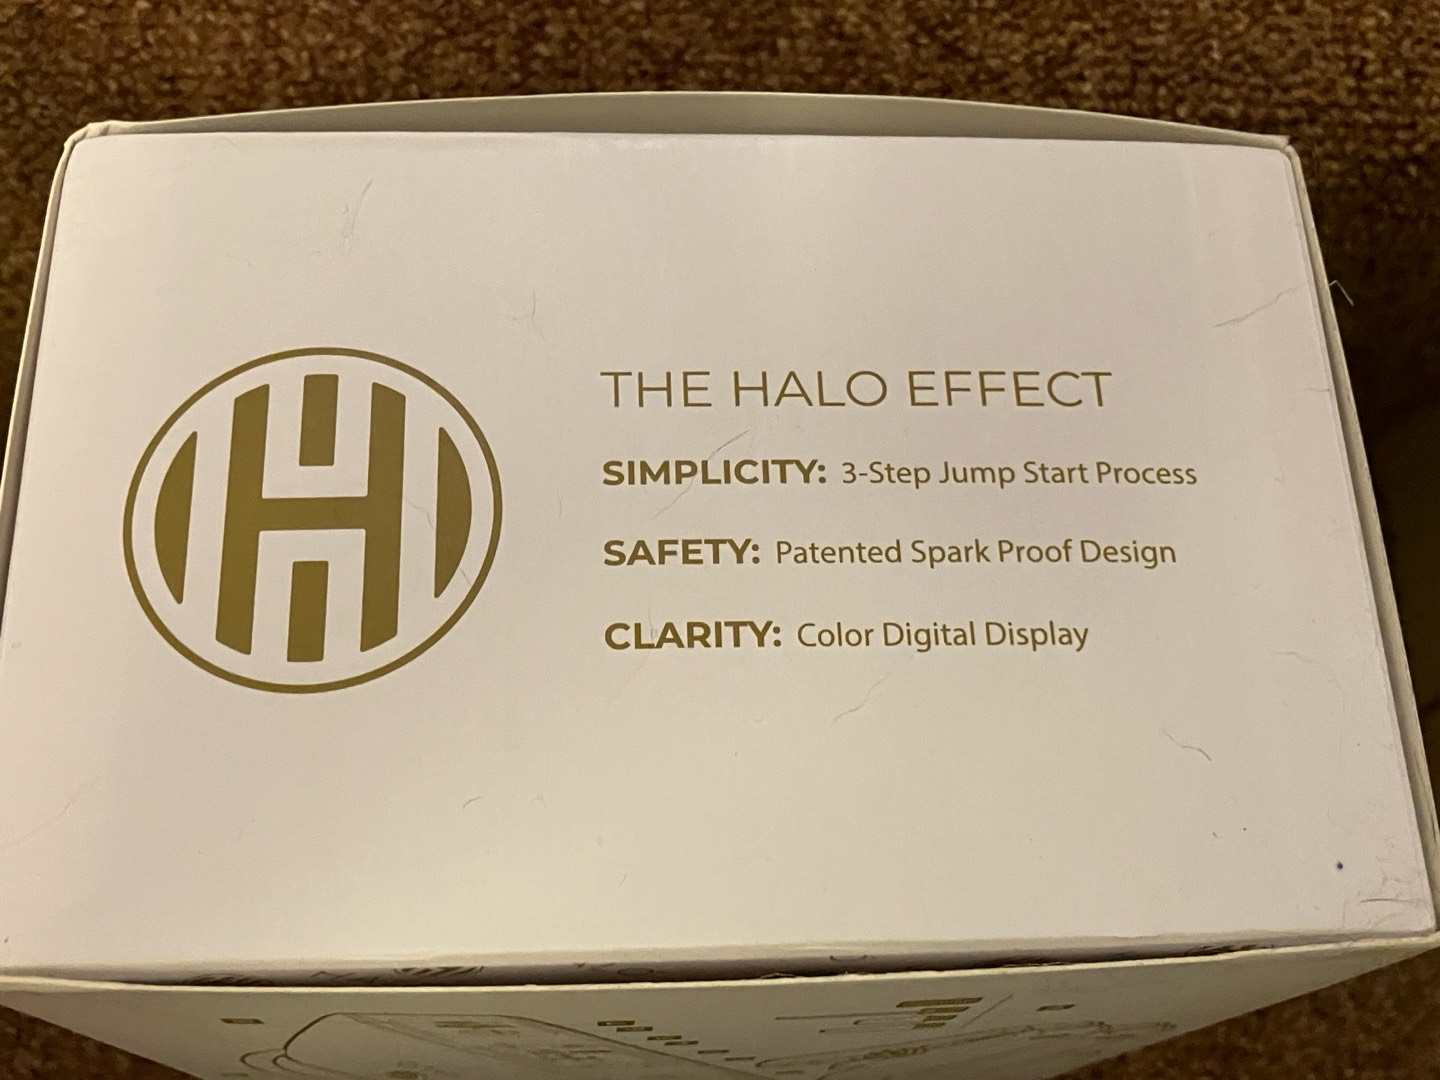 THE HALO EFFECT
SIMPLICITY: 3-Step Jump Start Process
SAFETY: Patented Spark Proof Design
CLARITY: Color Digital Display